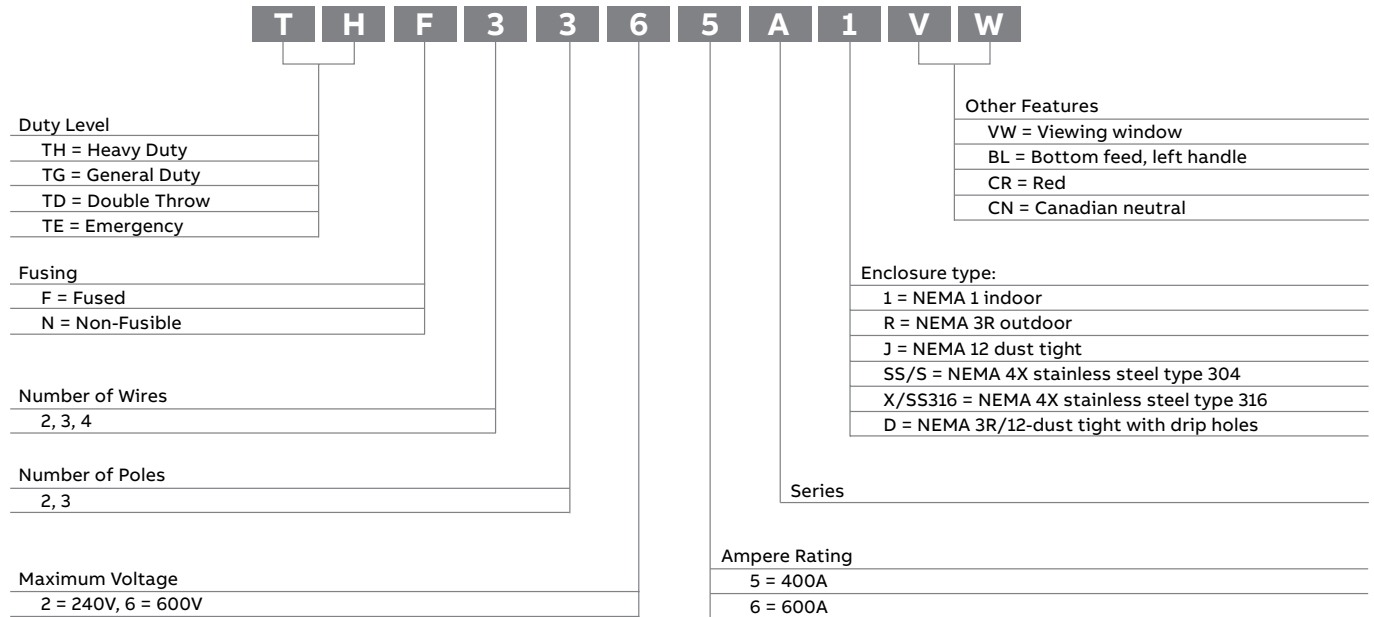 T H F 3 3 6 5 A 1 V W
Duty Level
TH = Heavy Duty
TG = General Duty
TD = Double Throw
TE = Emergency
Fusing
F = Fused
N = Non-Fusible
Number of Wires
2, 3, 4
Number of Poles
2, 3
Maximum Voltage
2 = 240V, 6 = 600V
Other Features
VW = Viewing window
BL = Bottom feed, left handle
CR = Red
CN = Canadian neutral
Enclosure type:
1 = NEMA 1 indoor
R = NEMA 3R outdoor
J = NEMA 12 dust tight
SS/S = NEMA 4X stainless steel type 304
X/SS316 = NEMA 4X stainless steel type 316
D = NEMA 3R/12-dust tight with drip holes
Series
Ampere Rating
5 = 400A
6 = 600A